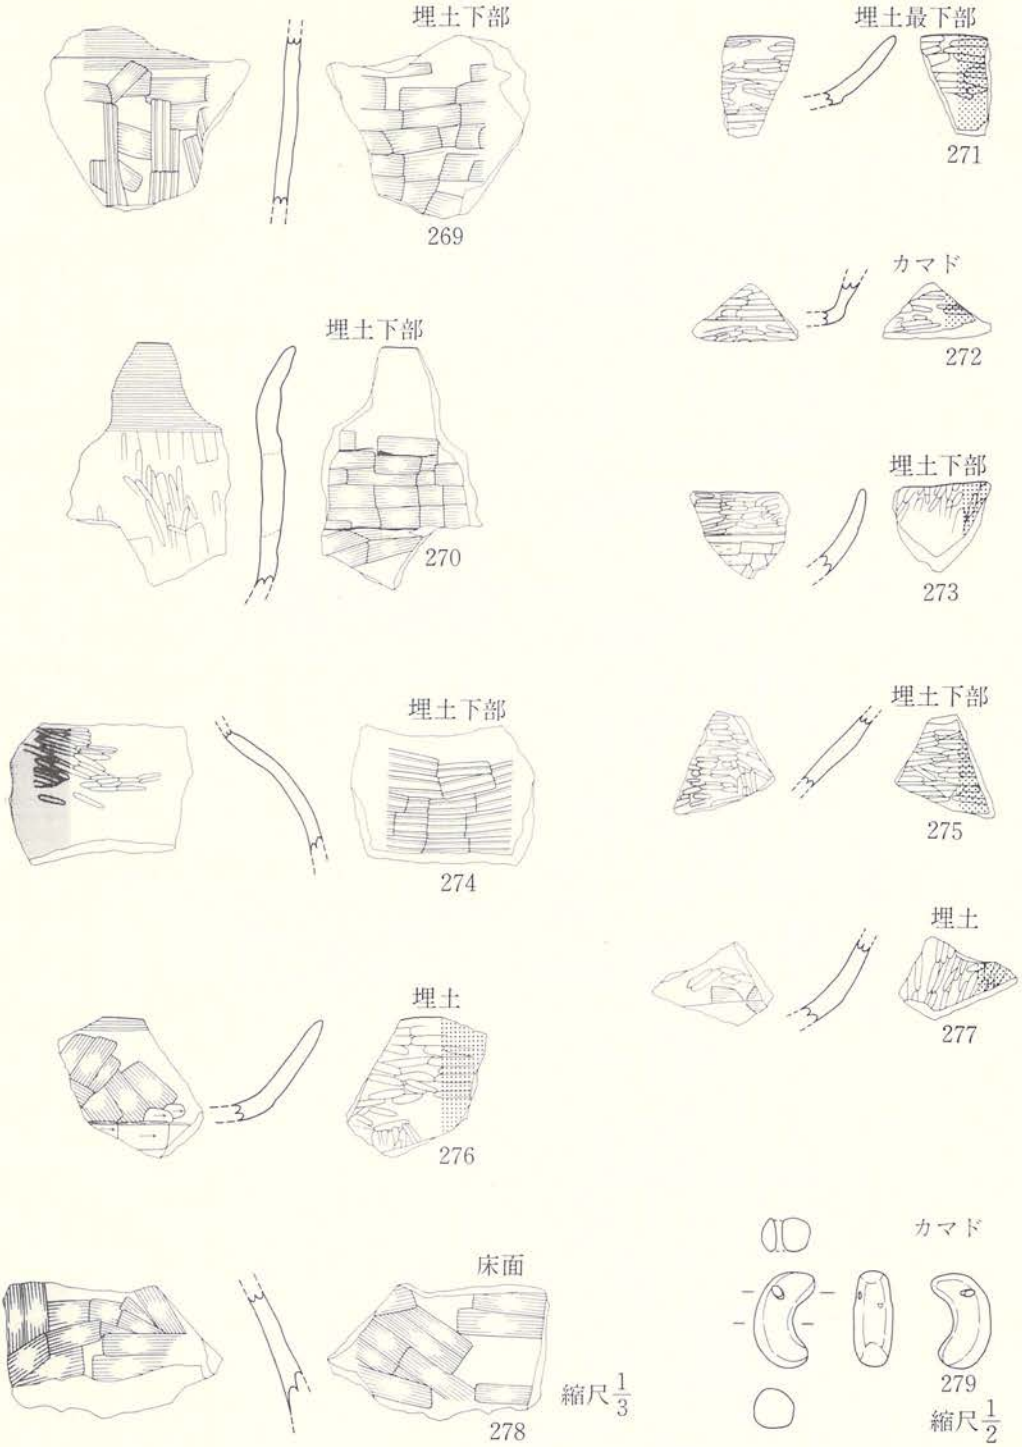 埋土下部
269
埋土最下部
271
カマド
272
埋土下部
270
埋土下部
273
埋土下部
274
埋土下部
275
埋土
277
埋土
276
床面
278
縮尺 1/3
カマド
279
縮尺 1/2